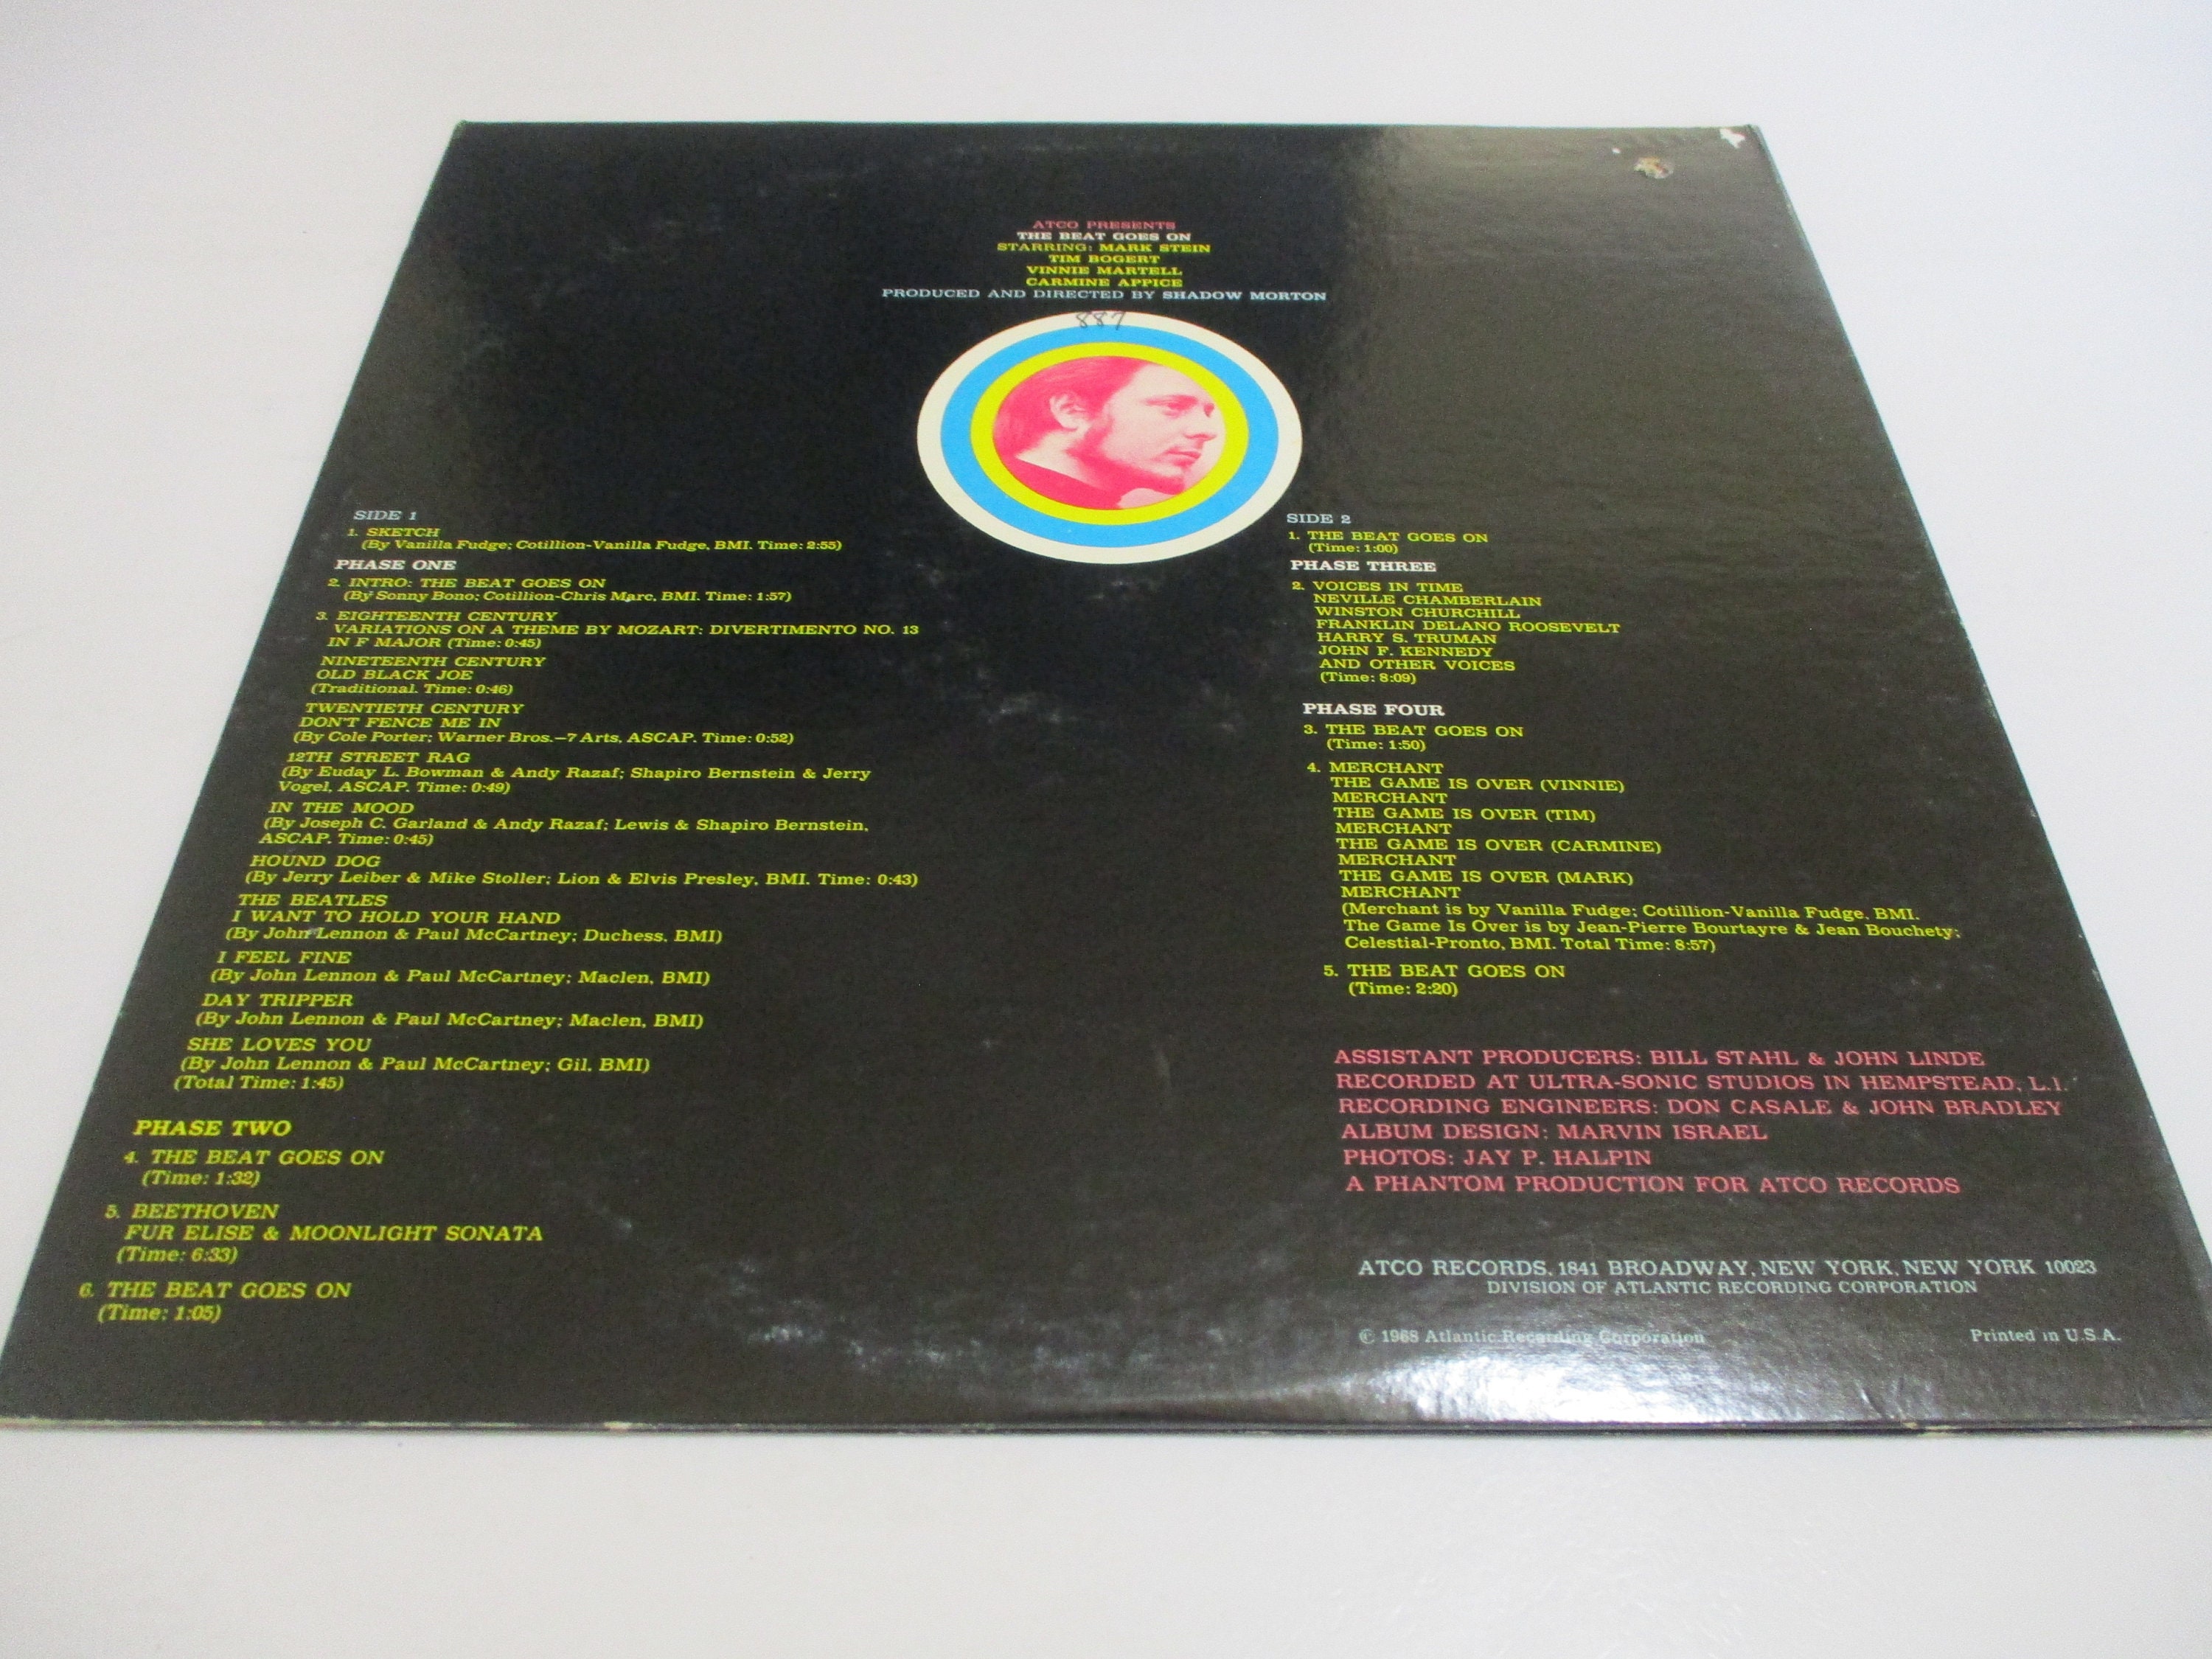 ATCO PRESENTS
THE BEAT GOES ON
STARRING: MARK STEIN
TIM BOGERT
VINNIE MARTELL
CARMINE APPICE
PRODUCED AND DIRECTED BY SHADOW MORTON
887
SIDE 1
1. SKETCH
(By Vanilla Fudge; Cotillion-Vanilla Fudge, BMI. Time: 2:55)
PHASE ONE
2. INTRO: THE BEAT GOES ON
(By Sonny Bono; Cotillion-Chris Marc, BMI. Time: 1:57)
3. EIGHTEENTH CENTURY
VARIATIONS ON A THEME BY MOZART: DIVERTIMENTO NO. 13
IN F MAJOR (Time: 0:45)
NINETEENTH CENTURY
OLD BLACK JOE
(Traditional. Time: 0:46)
TWENTIETH CENTURY
DON'T FENCE ME IN
(By Cole Porter; Warner Bros.–7 Arts, ASCAP. Time: 0:52)
12TH STREET RAG
(By Euday L. Bowman & Andy Razaf; Shapiro Bernstein & Jerry
Vogel, ASCAP. Time: 0:49)
IN THE MOOD
(By Joseph C. Garland & Andy Razaf; Lewis & Shapiro Bernstein,
ASCAP. Time: 0:45)
HOUND DOG
(By Jerry Leiber & Mike Stoller; Lion & Elvis Presley, BMI. Time: 0:43)
THE BEATLES
I WANT TO HOLD YOUR HAND
(By John Lennon & Paul McCartney; Duchess, BMI)
I FEEL FINE
(By John Lennon & Paul McCartney; Maclen, BMI)
DAY TRIPPER
(By John Lennon & Paul McCartney; Maclen, BMI)
SHE LOVES YOU
(By John Lennon & Paul McCartney; Gil, BMI)
(Total Time: 1:45)
PHASE TWO
4. THE BEAT GOES ON
(Time: 1:32)
5. BEETHOVEN
FUR ELISE & MOONLIGHT SONATA
(Time: 6:33)
6. THE BEAT GOES ON
(Time: 1:05)
SIDE 2
1. THE BEAT GOES ON
(Time: 1:00)
PHASE THREE
2. VOICES IN TIME
NEVILLE CHAMBERLAIN
WINSTON CHURCHILL
FRANKLIN DELANO ROOSEVELT
HARRY S. TRUMAN
JOHN F. KENNEDY
AND OTHER VOICES
(Time: 8:09)
PHASE FOUR
3. THE BEAT GOES ON
(Time: 1:50)
4. MERCHANT
THE GAME IS OVER (VINNIE)
MERCHANT
THE GAME IS OVER (TIM)
MERCHANT
THE GAME IS OVER (CARMINE)
MERCHANT
THE GAME IS OVER (MARK)
MERCHANT
(Merchant is by Vanilla Fudge; Cotillion-Vanilla Fudge, BMI.
The Game Is Over is by Jean-Pierre Bourtayre & Jean Bouchety;
Celestial-Pronto, BMI. Total Time: 8:57)
5. THE BEAT GOES ON
(Time: 2:20)
ASSISTANT PRODUCERS: BILL STAHL & JOHN LINDE
RECORDED AT ULTRA-SONIC STUDIOS IN HEMPSTEAD, L.I.
RECORDING ENGINEERS: DON CASALE & JOHN BRADLEY
ALBUM DESIGN: MARVIN ISRAEL
PHOTOS: JAY P. HALPIN
A PHANTOM PRODUCTION FOR ATCO RECORDS
ATCO RECORDS, 1841 BROADWAY, NEW YORK, NEW YORK 10023
DIVISION OF ATLANTIC RECORDING CORPORATION
© 1968 Atlantic Recording Corporation
Printed in U.S.A.